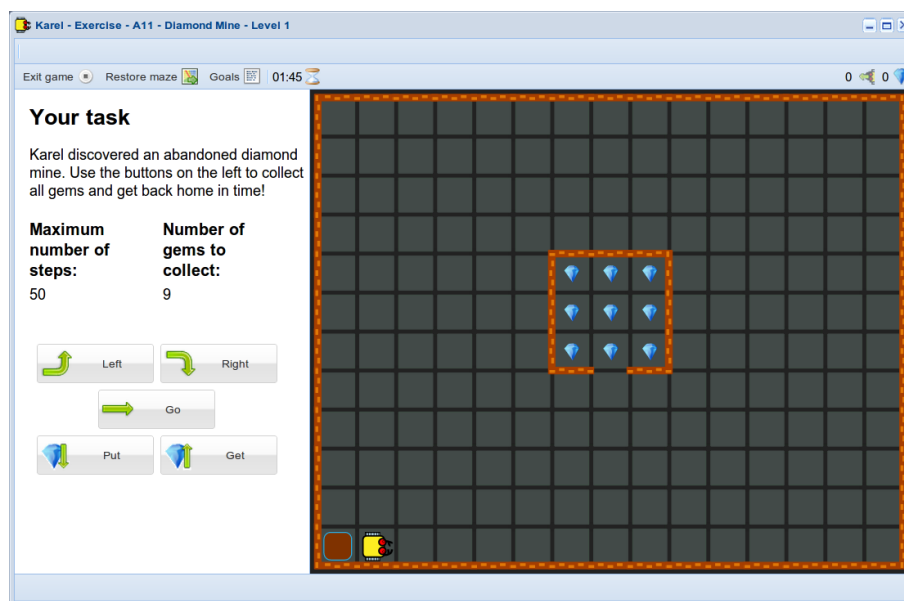 Karel - Exercise - A11 - Diamond Mine - Level 1
Exit game Restore maze Goals 01:45 0 0
Your task
Karel discovered an abandoned diamond
mine. Use the buttons on the left to collect
all gems and get back home in time!
Maximum Number of
number of gems to
steps: collect:
50 9
Left Right
Go
Put Get